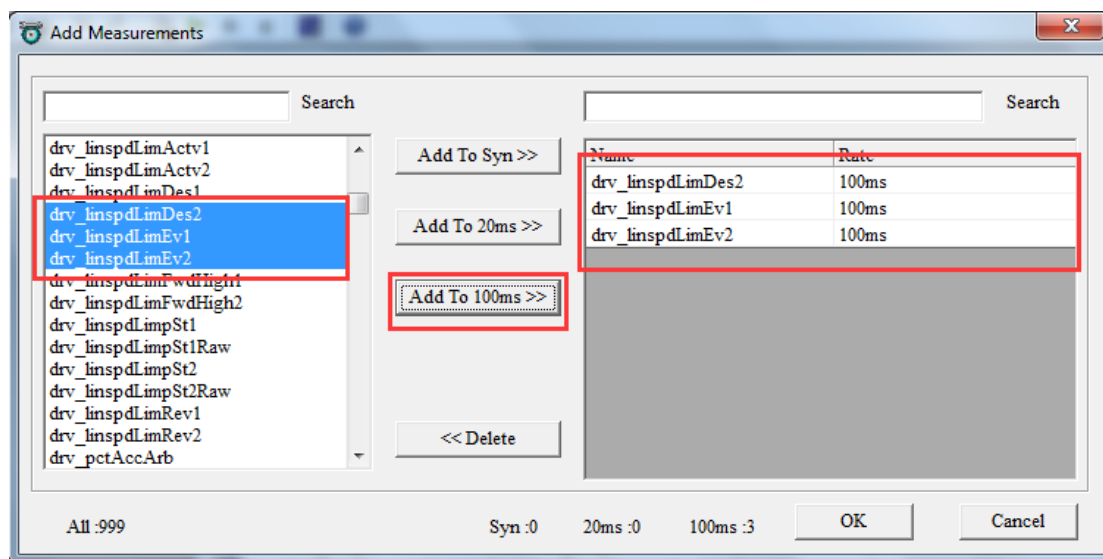 Add Measurements
Search
Search
drv_linspdLimActv1
drv_linspdLimActv2
drv_linspdLimDes1
drv_linspdLimDes2
drv_linspdLimEv1
drv_linspdLimEv2
drv_linspdLimFwdHigh1
drv_linspdLimFwdHigh2
drv_linspdLimpSt1
drv_linspdLimpSt1Raw
drv_linspdLimpSt2
drv_linspdLimpSt2Raw
drv_linspdLimRev1
drv_linspdLimRev2
drv_pctAccArb
Add To Syn >>
Add To 20ms >>
Add To 100ms >>
<< Delete
Name Rate
drv_linspdLimDes2 100ms
drv_linspdLimEv1 100ms
drv_linspdLimEv2 100ms
All :999 Syn :0 20ms :0 100ms :3 OK Cancel